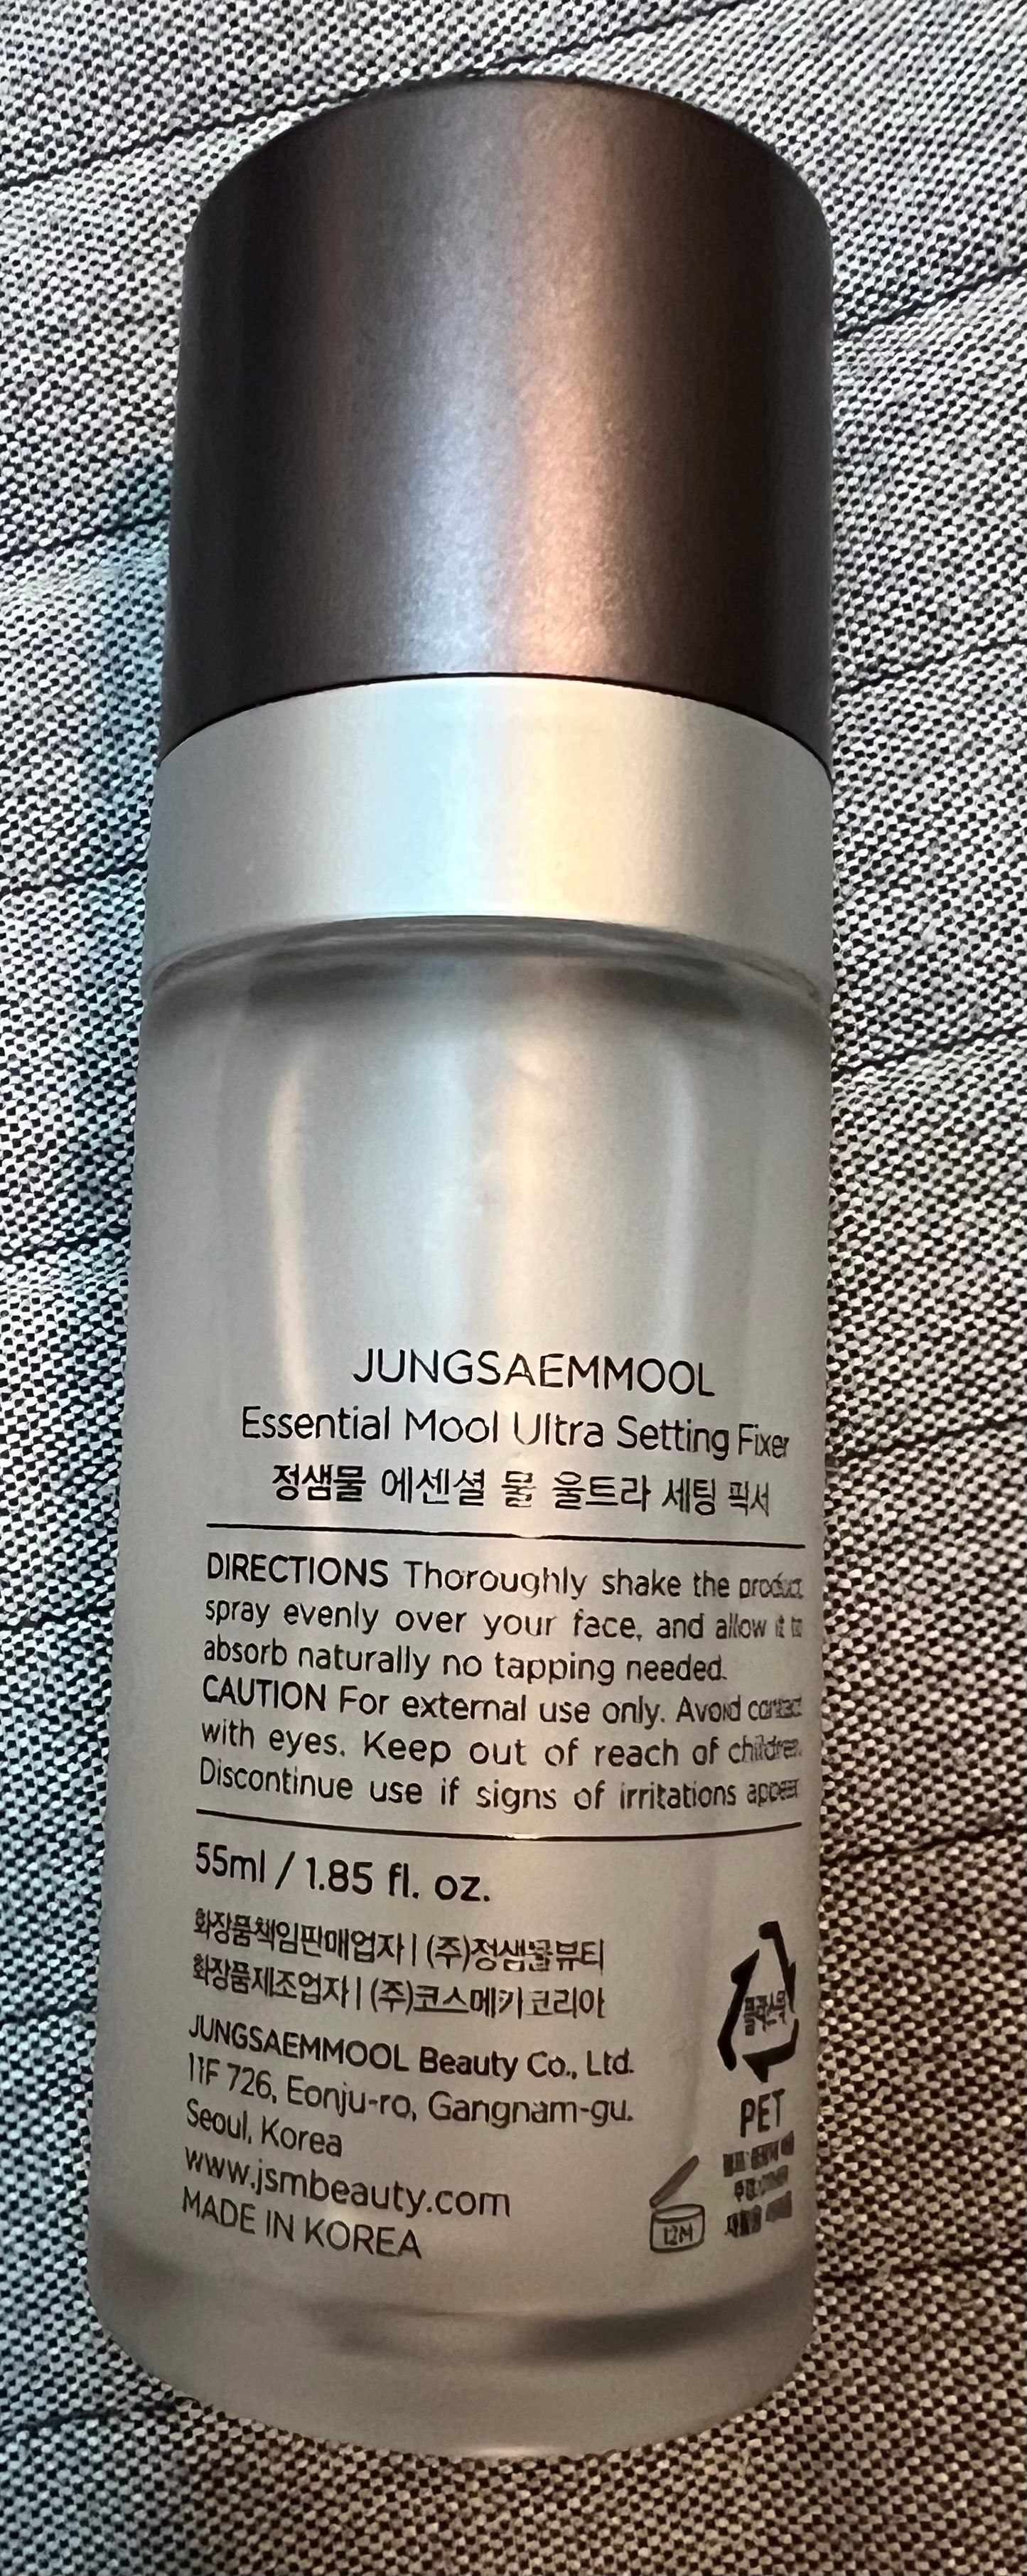 JUNGSAEMMOOL
Essential Mool Ultra Setting Fixer
정샘물 에센셜 물 울트라 세팅 픽서
DIRECTIONS Thoroughly shake the product
spray evenly over your face, and allow it to
absorb naturally no tapping needed.
CAUTION For external use only. Avoid contact
with eyes. Keep out of reach of children.
Discontinue use if signs of irritations appear
55ml / 1.85 fl. oz.
화장품책임판매업자 | (주)정샘물뷰티
화장품제조업자 | (주)코스메카코리아
JUNGSAEMMOOL Beauty Co., Ltd.
11F 726, Eonju-ro, Gangnam-gu.
Seoul, Korea
www.jsmbeauty.com
MADE IN KOREA
플라스틱
PET
12M